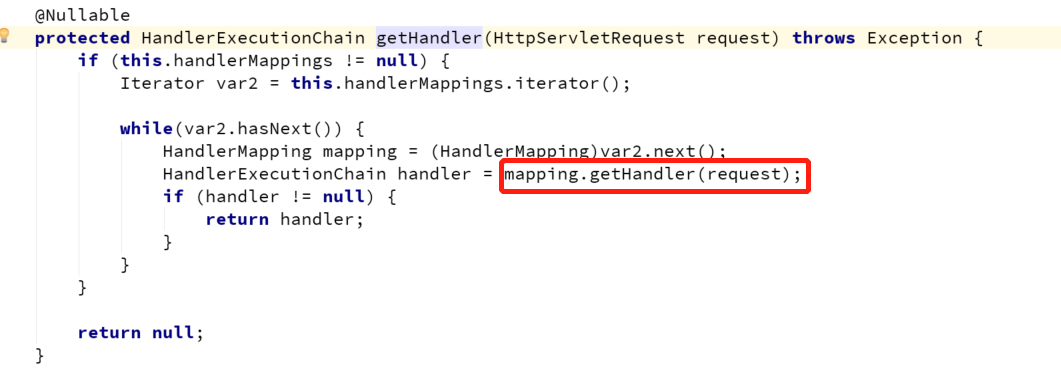 @Nullable
protected HandlerExecutionChain getHandler(HttpServletRequest request) throws Exception {
    if (this.handlerMappings != null) {
        Iterator var2 = this.handlerMappings.iterator();

        while(var2.hasNext()) {
            HandlerMapping mapping = (HandlerMapping)var2.next();
            HandlerExecutionChain handler = mapping.getHandler(request);
            if (handler != null) {
                return handler;
            }
        }
    }

    return null;
}